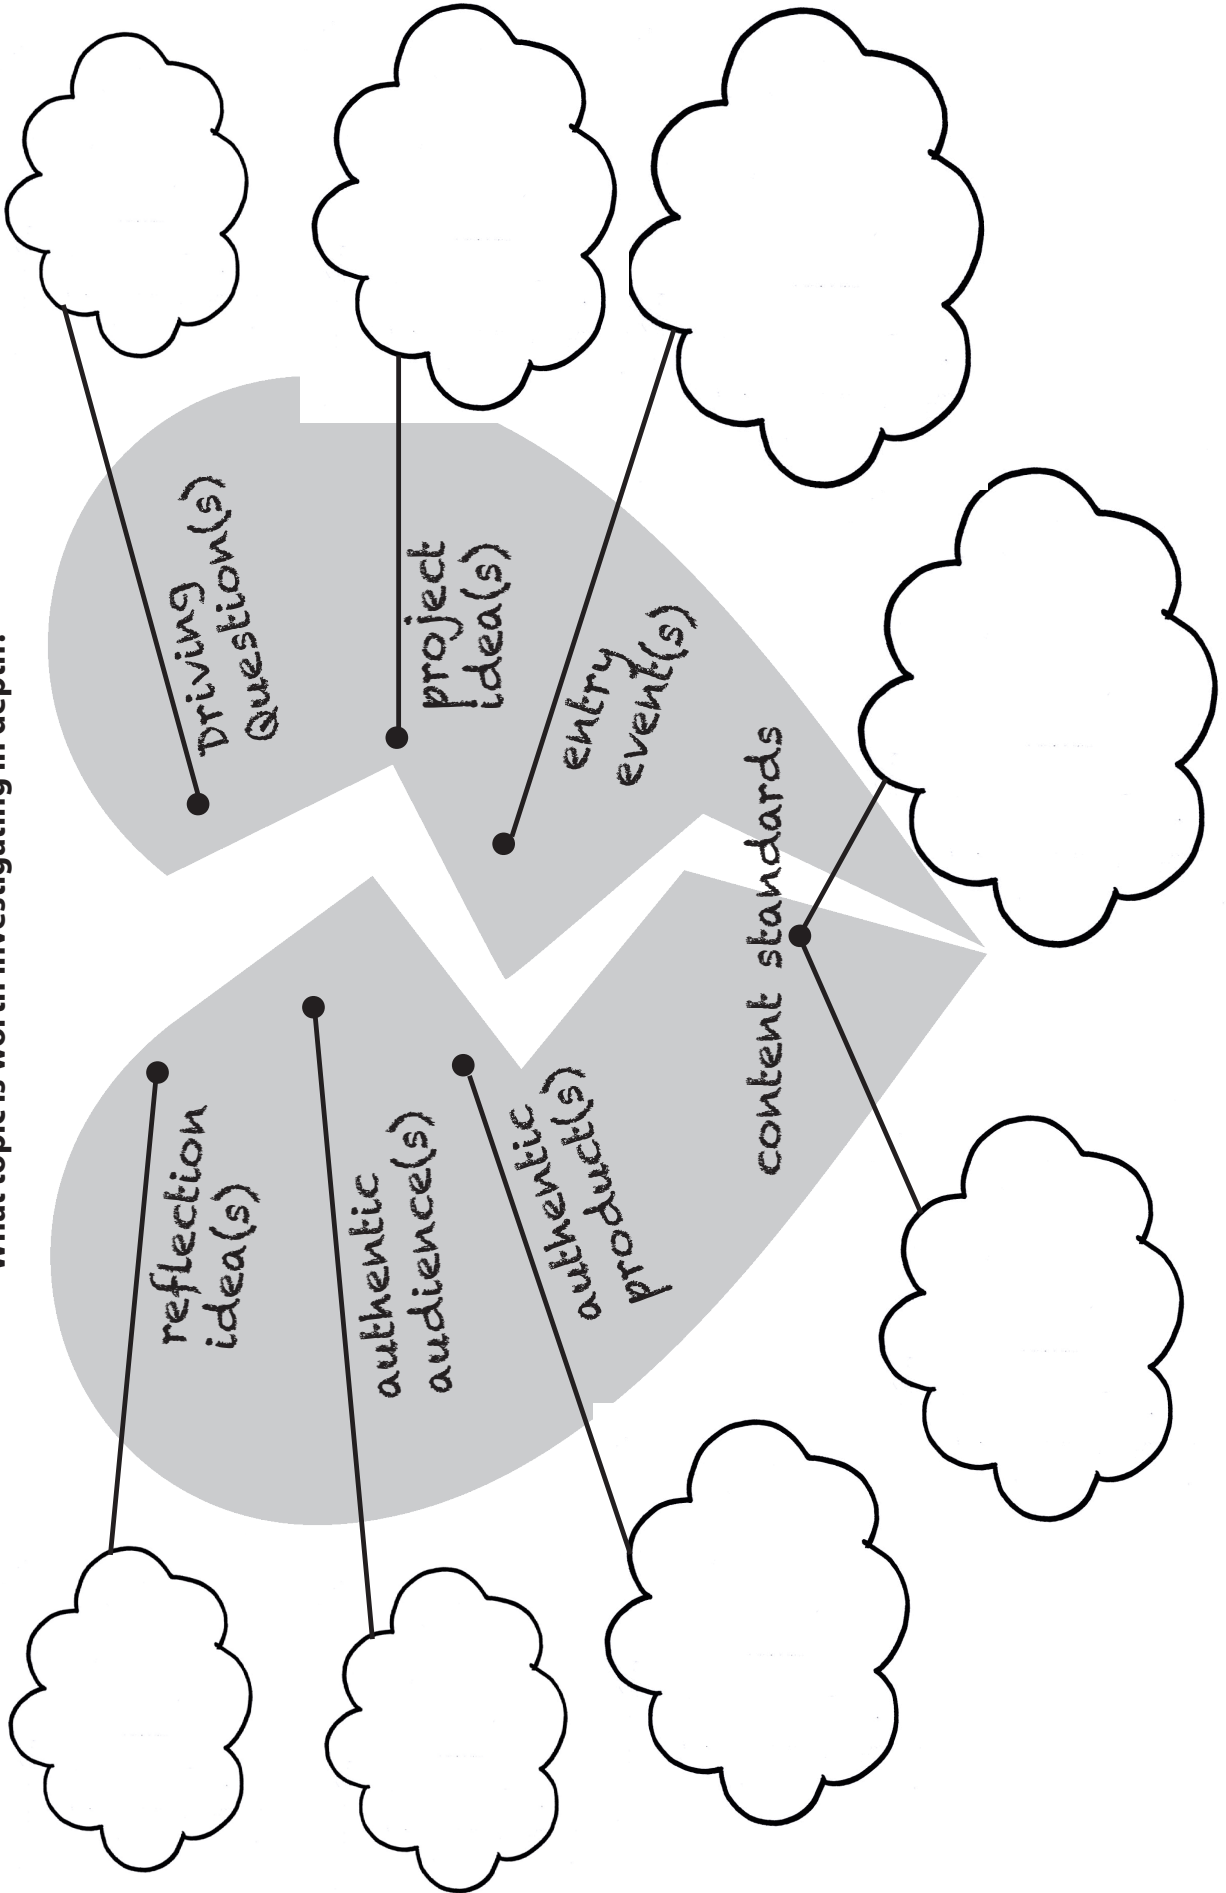 What topic is worth investigating in depth?
reflection
idea(s)
authentic
audience(s)
authentic
product(s)
Driving
Question(s)
project
idea(s)
entry
event(s)
content standards